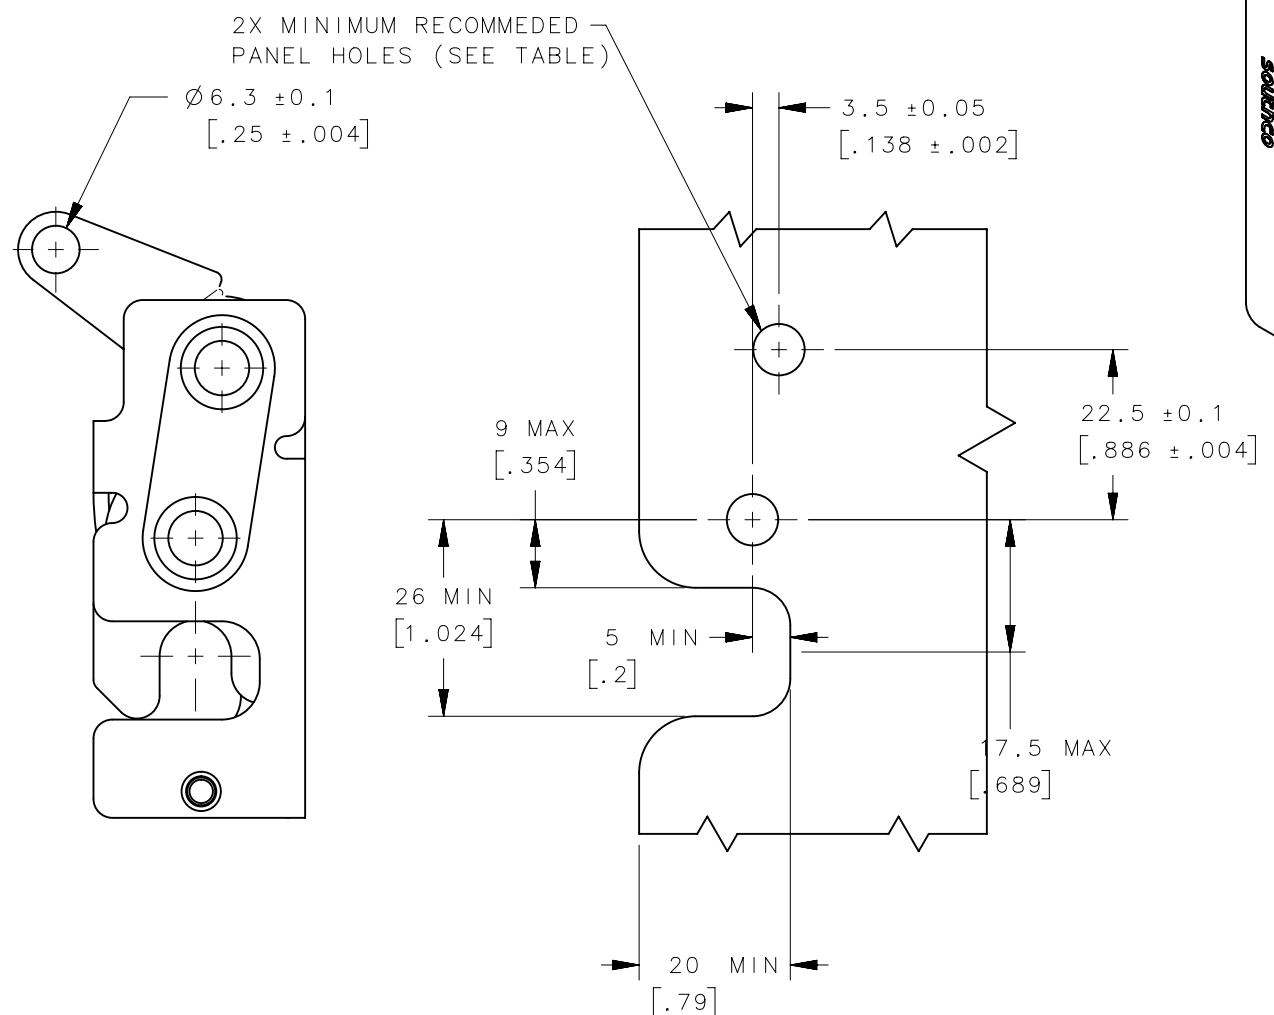 2X MINIMUM RECOMMEDED
PANEL HOLES (SEE TABLE)
Ø6.3 ±0.1
[.25 ±.004]
3.5 ±0.05
[.138 ±.002]
SOUTHCO
22.5 ±0.1
[.886 ±.004]
9 MAX
[.354]
26 MIN
[1.024]
5 MIN
[.2]
17.5 MAX
[.689]
20 MIN
[.79]